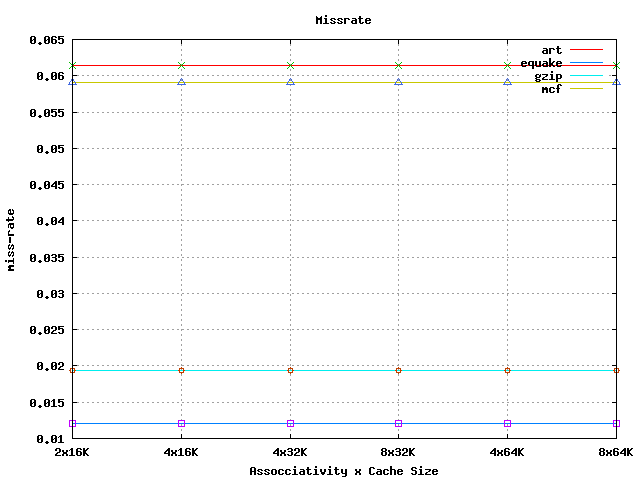 Missrate
0.065
0.06
0.055
0.05
0.045
0.04
0.035
0.03
0.025
0.02
0.015
0.01
miss-rate
art
equake
gzip
mcf
2x16K 4x16K 4x32K 8x32K 4x64K 8x64K
Assocciativity x Cache Size